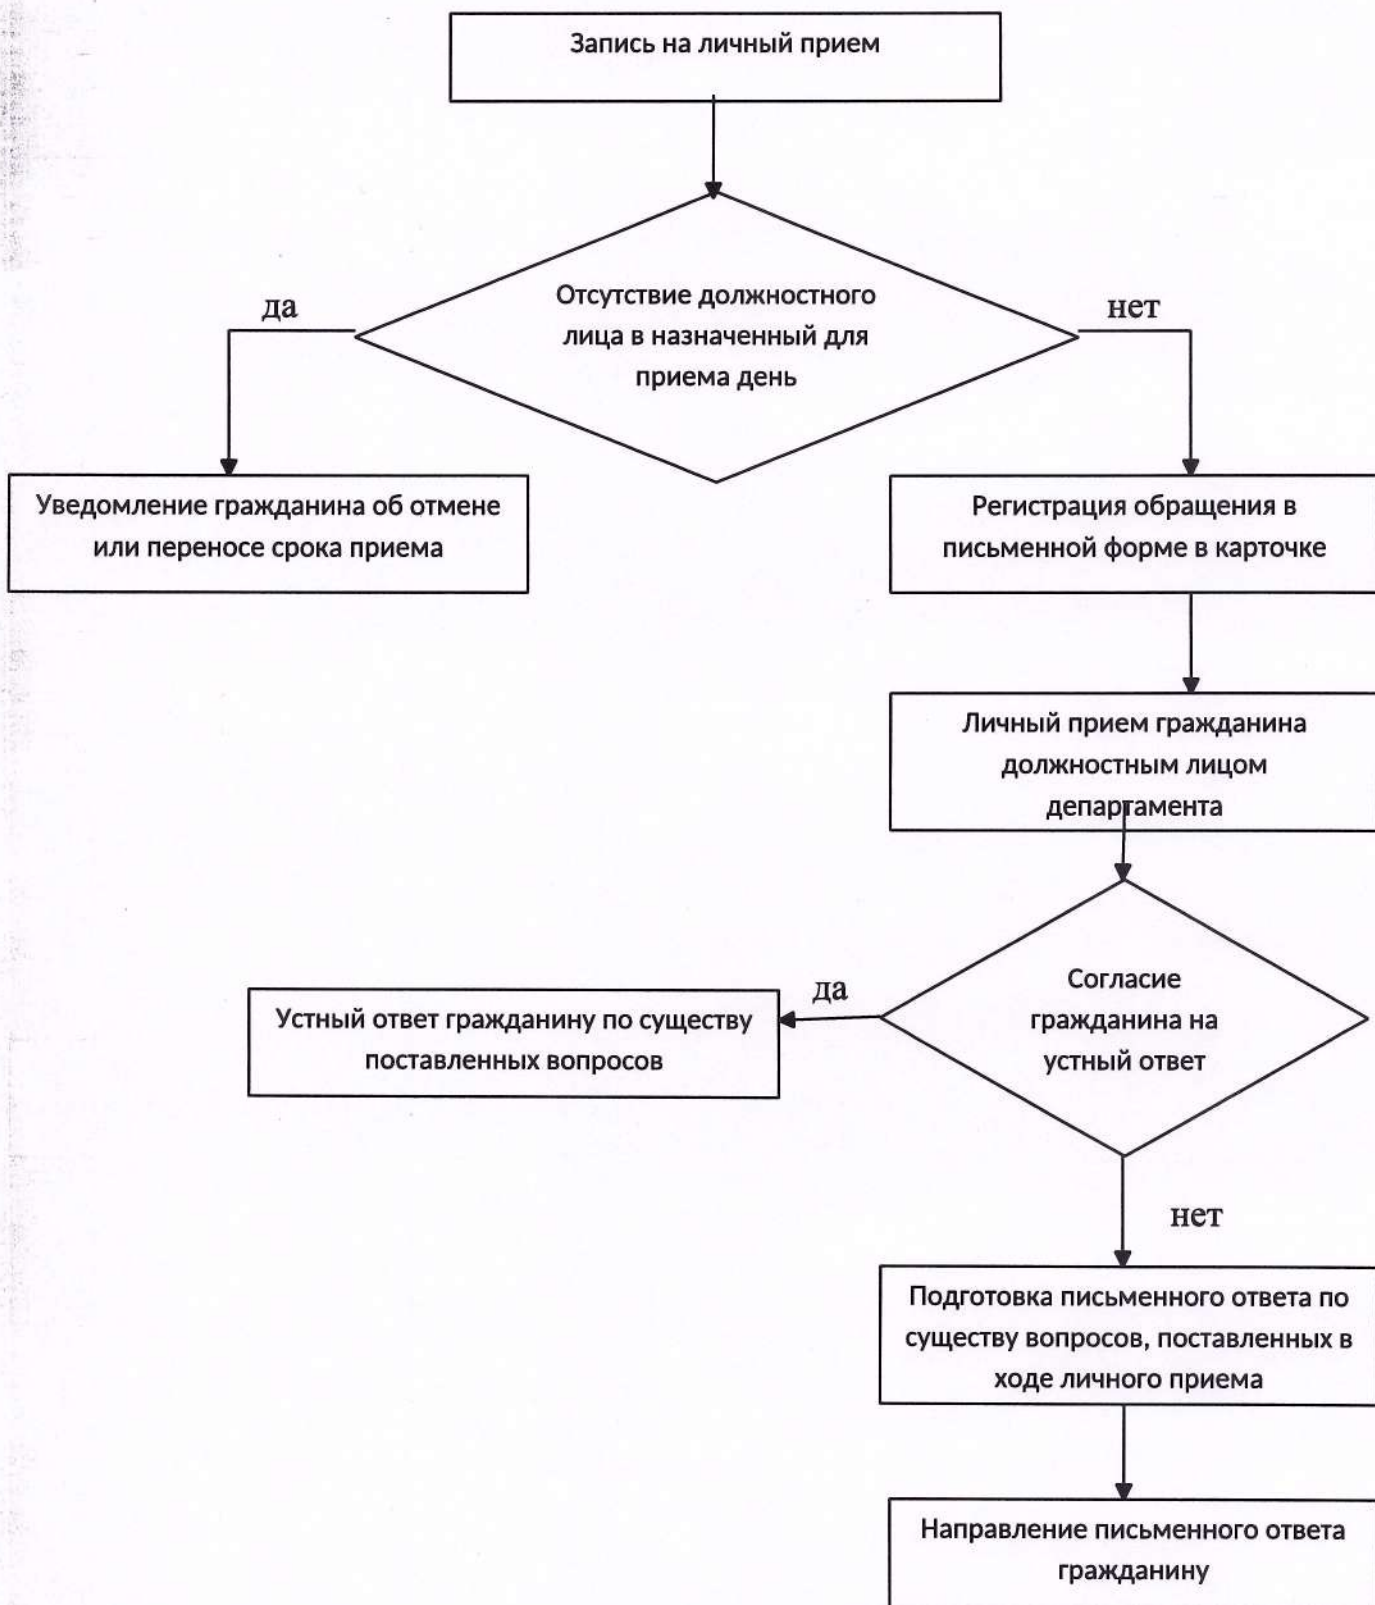 Запись на личный прием
Отсутствие должностного
лица в назначенный для
приема день
да
нет
Уведомление гражданина об отмене
или переносе срока приема
Регистрация обращения в
письменной форме в карточке
Личный прием гражданина
должностным лицом
департамента
Согласие
гражданина на
устный ответ
да
Устный ответ гражданину по существу
поставленных вопросов
нет
Подготовка письменного ответа по
существу вопросов, поставленных в
ходе личного приема
Направление письменного ответа
гражданину